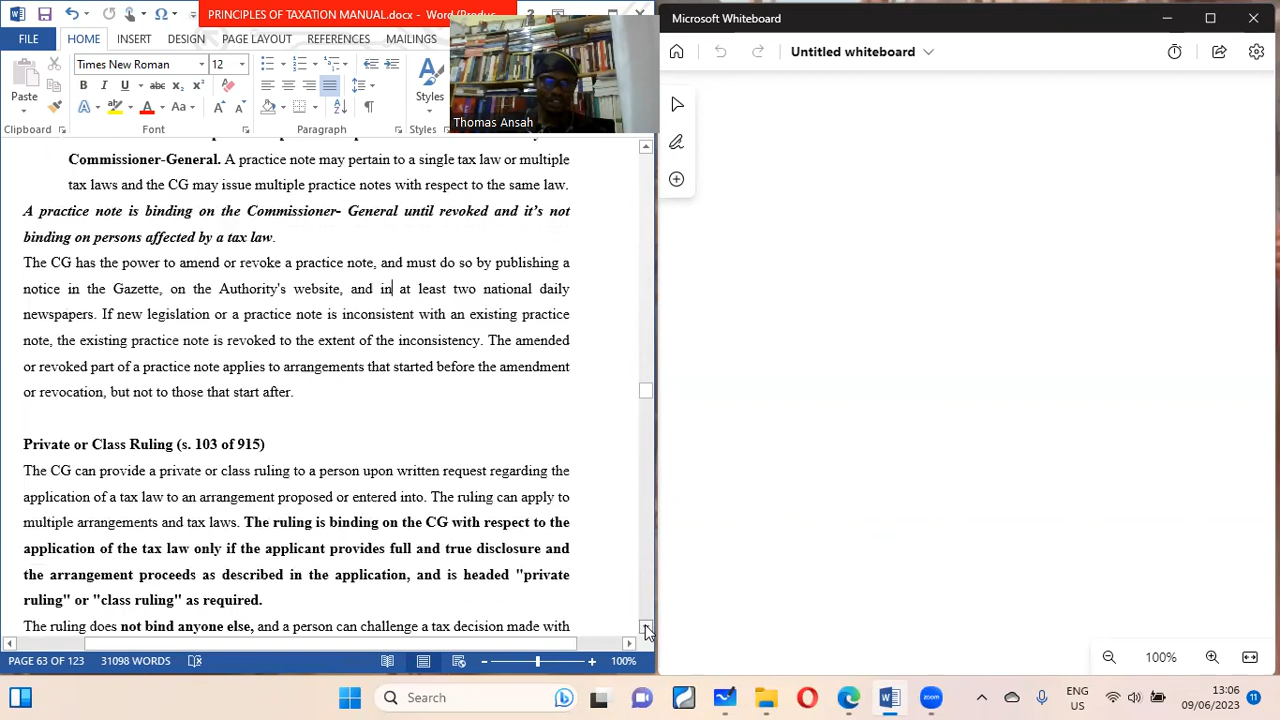 PRINCIPLES OF TAXATION MANUAL.docx - Word (Produc
FILE HOME INSERT DESIGN PAGE LAYOUT REFERENCES MAILINGS
Times New Roman 12
Paste
B I U abc
A Aa
Styles
Clipboard Font Paragraph Styles
Thomas Ansah
Commissioner-General. A practice note may pertain to a single tax law or multiple
tax laws and the CG may issue multiple practice notes with respect to the same law.
A practice note is binding on the Commissioner- General until revoked and it’s not
binding on persons affected by a tax law.
The CG has the power to amend or revoke a practice note, and must do so by publishing a
notice in the Gazette, on the Authority's website, and in at least two national daily
newspapers. If new legislation or a practice note is inconsistent with an existing practice
note, the existing practice note is revoked to the extent of the inconsistency. The amended
or revoked part of a practice note applies to arrangements that started before the amendment
or revocation, but not to those that start after.
Private or Class Ruling (s. 103 of 915)
The CG can provide a private or class ruling to a person upon written request regarding the
application of a tax law to an arrangement proposed or entered into. The ruling can apply to
multiple arrangements and tax laws. The ruling is binding on the CG with respect to the
application of the tax law only if the applicant provides full and true disclosure and
the arrangement proceeds as described in the application, and is headed "private
ruling" or "class ruling" as required.
The ruling does not bind anyone else, and a person can challenge a tax decision made with
PAGE 63 OF 123 31098 WORDS 100%
Microsoft Whiteboard
Untitled whiteboard
100%
Search
zoom
ENG
US
13:06
09/06/2023